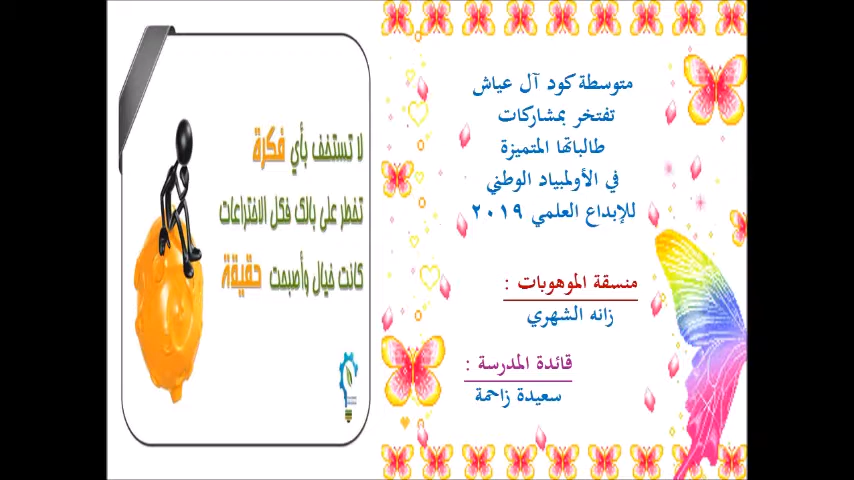 متوسطة كود آل عياش
تفتخر بمشاركات
طالباتها المتميزة
في الأولمبياد الوطني
للإبداع العلمي ٢٠١٩
منسقة الموهوبات :
زانه الشهري
قائدة المدرسة :
سعيدة زاحمة
لا تستخف بأي فكرة
تخطر على بالك فكل الاختراعات
كانت خيال وأصبحت حقيقة